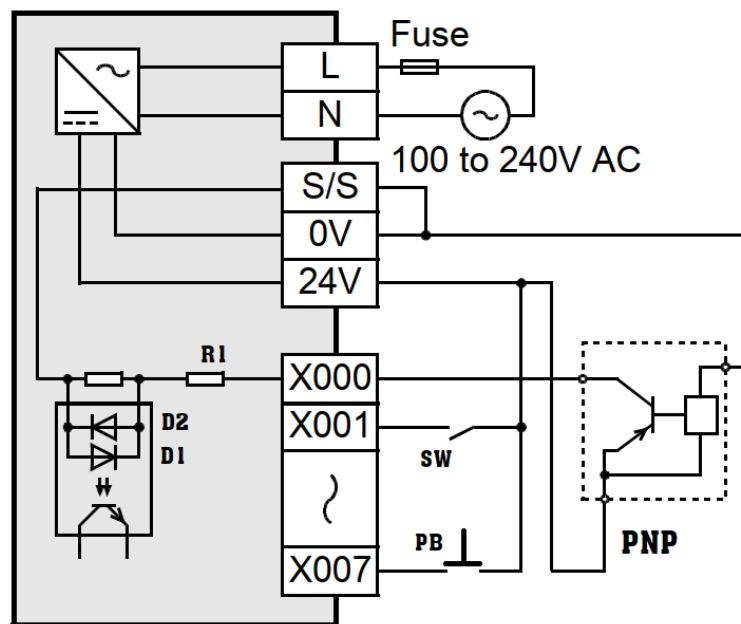 Fuse
L
N
100 to 240V AC
S/S
0V
24V
R1
X000
X001
D2
D1
SW
PB
PNP
X007